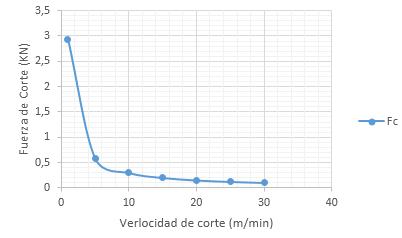 3,5
3
2,5
2
1,5
1
0,5
0
Fuerza de Corte (KN)
0 10 20 30 40
Verlocidad de corte (m/min)
Fc